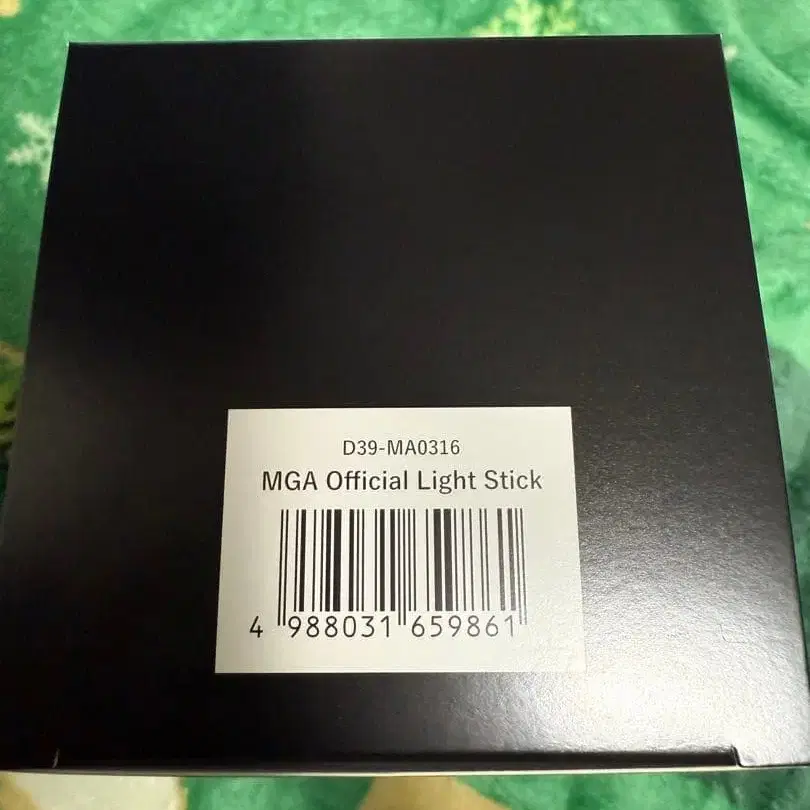 D39-MA0316
MGA Official Light Stick
4 988031 659861